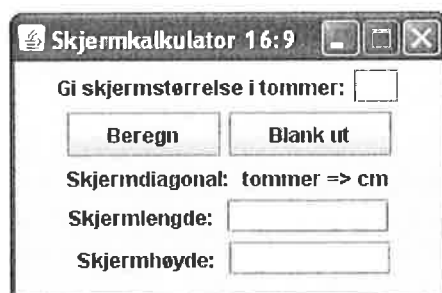 Skjermkalkulator 16:9
Gi skjermstørrelse i tommer:
Beregn Blank ut
Skjermdiagonal: tommer => cm
Skjermlengde:
Skjermhøyde: